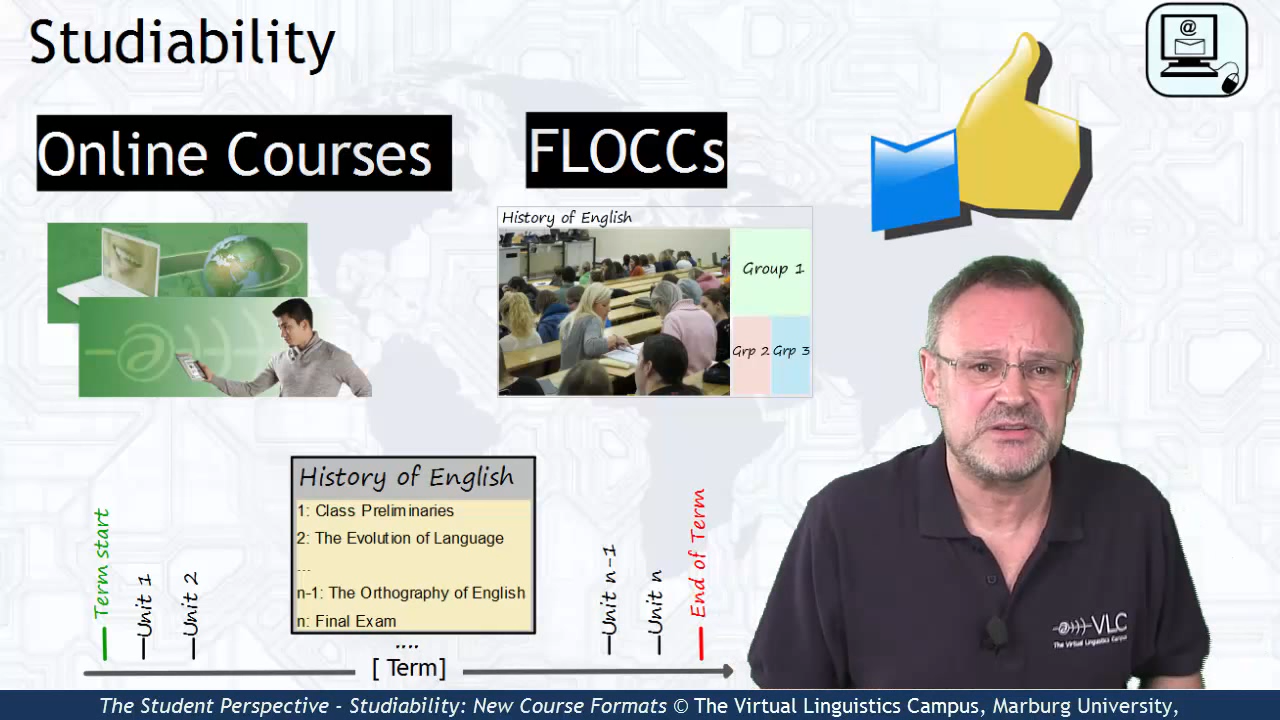 Studiability
@
Online Courses
FLOCCs
History of English
Group 1
Grp 2
Grp 3
History of English
1: Class Preliminaries
2: The Evolution of Language
...
n-1: The Orthography of English
n: Final Exam
....
Term start
Unit 1
Unit 2
[ Term]
Unit n-1
Unit n
End of Term
VLC
The Virtual Linguistics Campus
The Student Perspective - Studiability: New Course Formats © The Virtual Linguistics Campus, Marburg University,